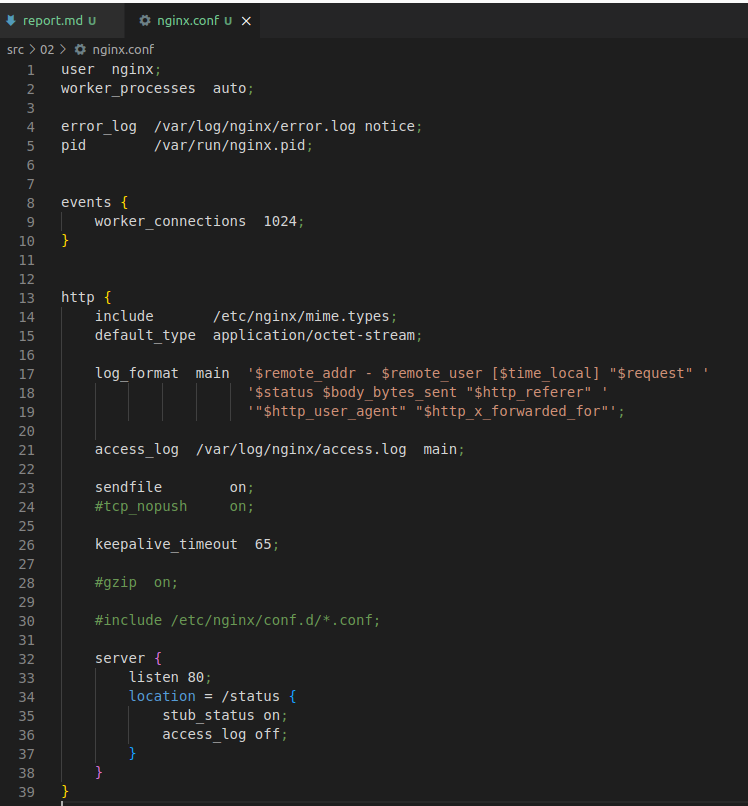 report.md U nginx.conf U
src > 02 > nginx.conf
1 user  nginx;
2 worker_processes  auto;
3
4 error_log  /var/log/nginx/error.log notice;
5 pid        /var/run/nginx.pid;
6
7
8 events {
9     worker_connections  1024;
10 }
11
12
13 http {
14     include       /etc/nginx/mime.types;
15     default_type  application/octet-stream;
16
17     log_format  main  '$remote_addr - $remote_user [$time_local] "$request" '
18                       '$status $body_bytes_sent "$http_referer" '
19                       '"$http_user_agent" "$http_x_forwarded_for"';
20
21     access_log  /var/log/nginx/access.log  main;
22
23     sendfile        on;
24     #tcp_nopush     on;
25
26     keepalive_timeout  65;
27
28     #gzip  on;
29
30     #include /etc/nginx/conf.d/*.conf;
31
32     server {
33         listen 80;
34         location = /status {
35             stub_status on;
36             access_log off;
37         }
38     }
39 }